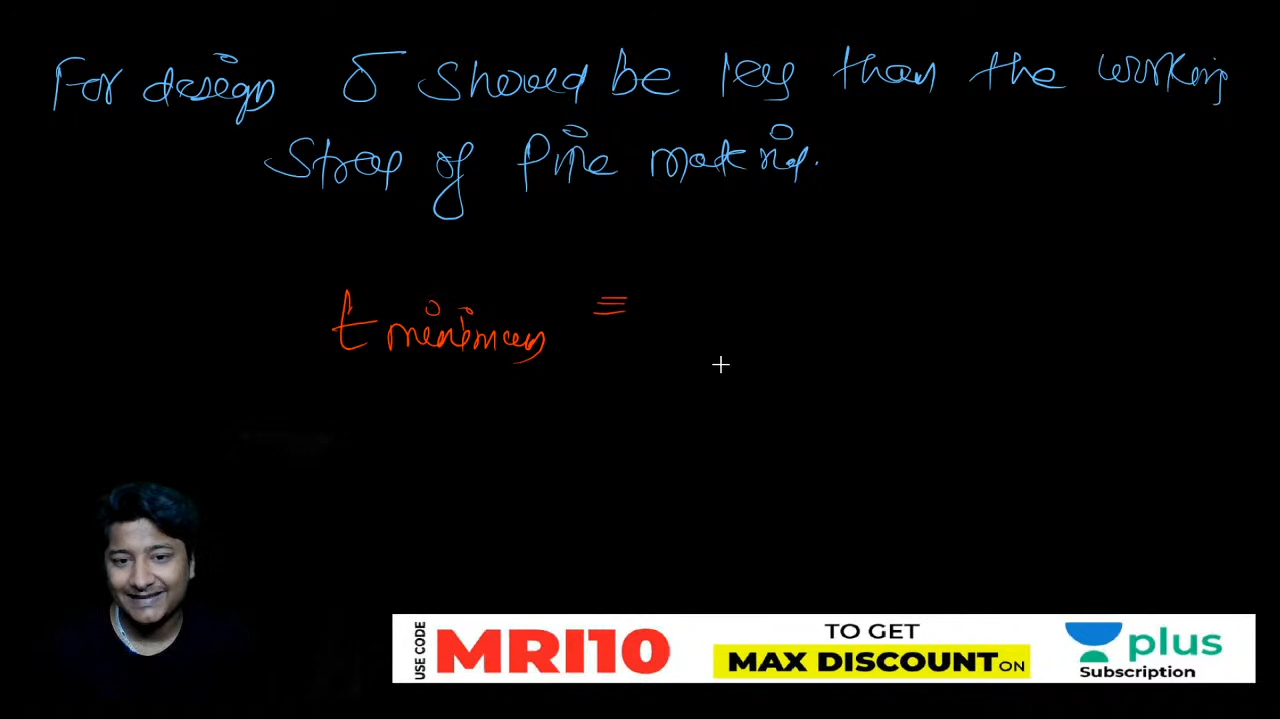 For design σ should be less than the working
stress of pipe material.
t minimum =
USE CODE
MRI10
TO GET
MAX DISCOUNT ON
plus
Subscription